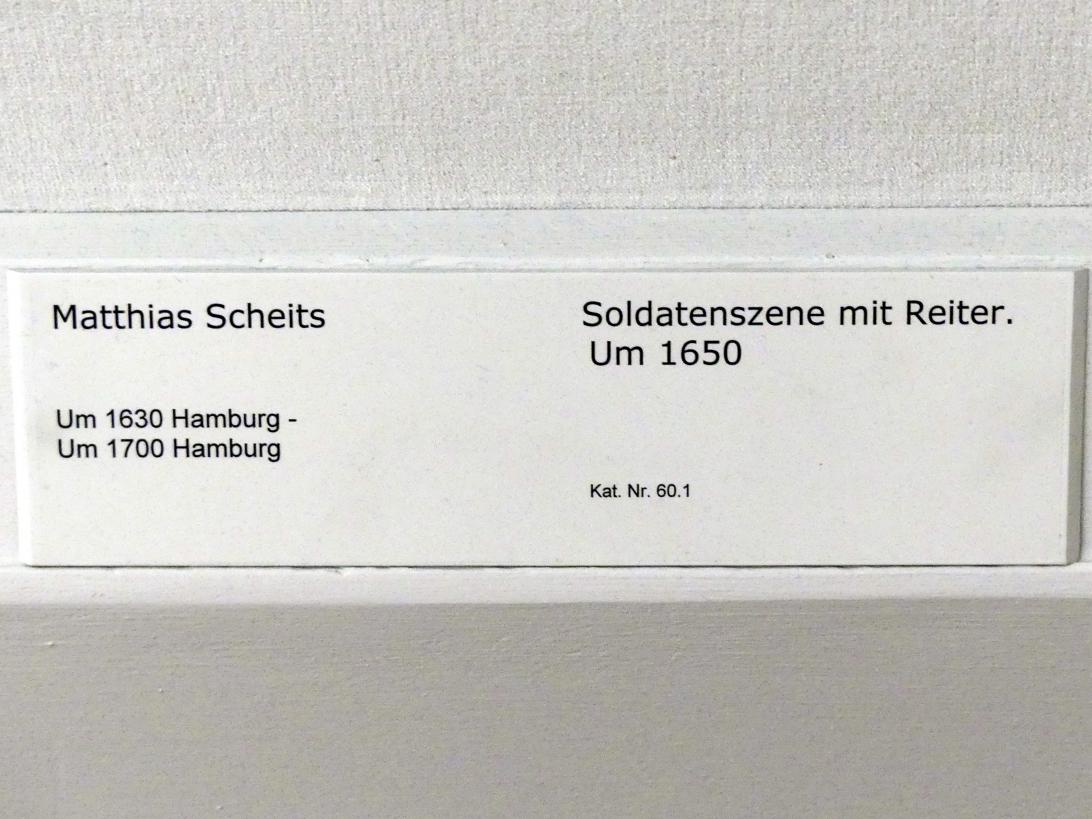 Matthias Scheits
Um 1630 Hamburg -
Um 1700 Hamburg
Soldatenszene mit Reiter.
Um 1650
Kat. Nr. 60.1